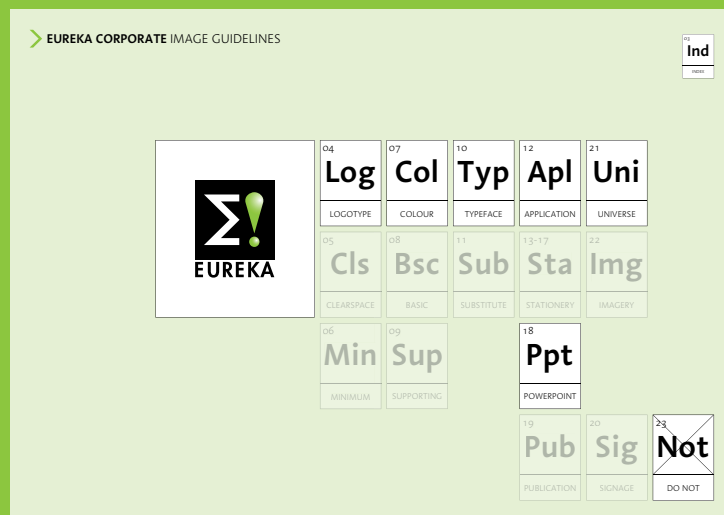 EUREKA CORPORATE IMAGE GUIDELINES
03
Ind
INDEX
04 07 10 12 21
Log Col Typ Apl Uni
LOGOTYPE COLOUR TYPEFACE APPLICATION UNIVERSE
Σ!
EUREKA
05 08 11 13-17 22
Cls Bsc Sub Sta Img
CLEARSPACE BASIC SUBSTITUTE STATIONERY IMAGERY
06 09 18
Min Sup Ppt
MINIMUM SUPPORTING POWERPOINT
19 20 23
Pub Sig Not
PUBLICATION SIGNAGE DO NOT